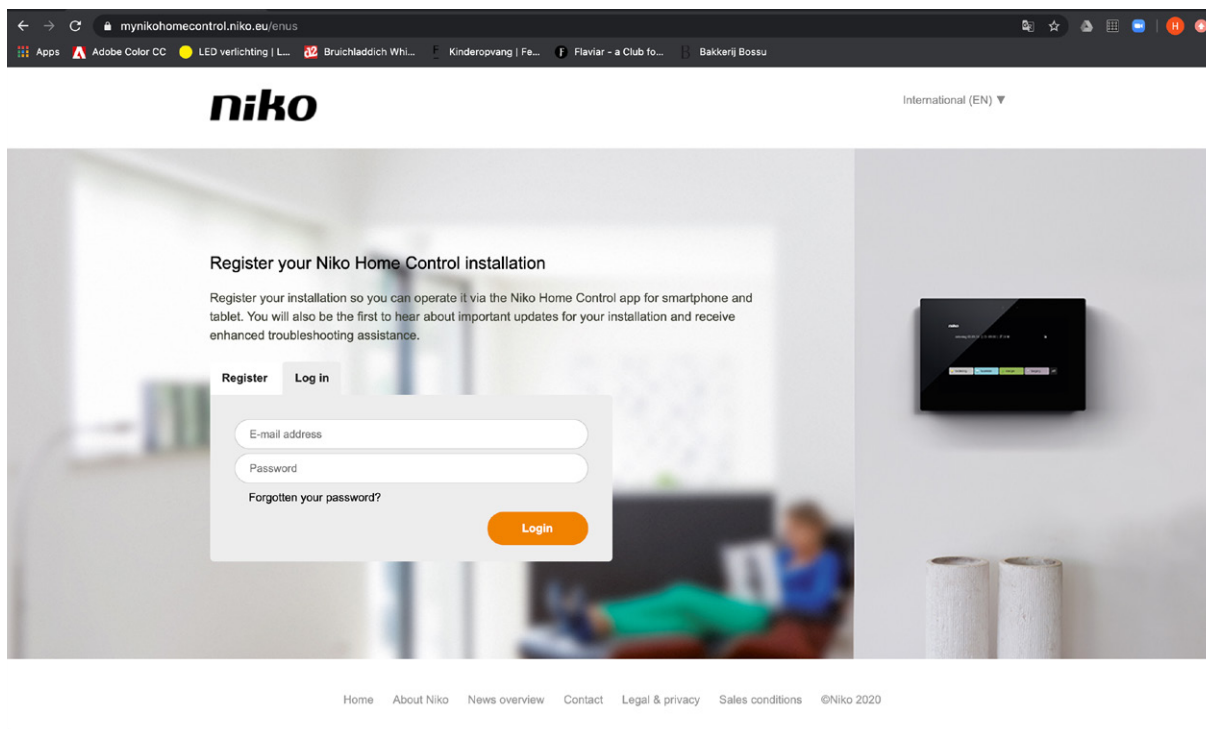 mynikohomecontrol.niko.eu/enus
H
Apps Adobe Color CC LED verlichting | L... Bruichladdich Whi... Kinderopvang | Fe... Flaviar - a Club fo... Bakkerij Bossu
niko
International (EN) ▼
Register your Niko Home Control installation
Register your installation so you can operate it via the Niko Home Control app for smartphone and
tablet. You will also be the first to hear about important updates for your installation and receive
enhanced troubleshooting assistance.
Register Log in
E-mail address
Password
Forgotten your password?
Login
niko
Home About Niko News overview Contact Legal & privacy Sales conditions ©Niko 2020